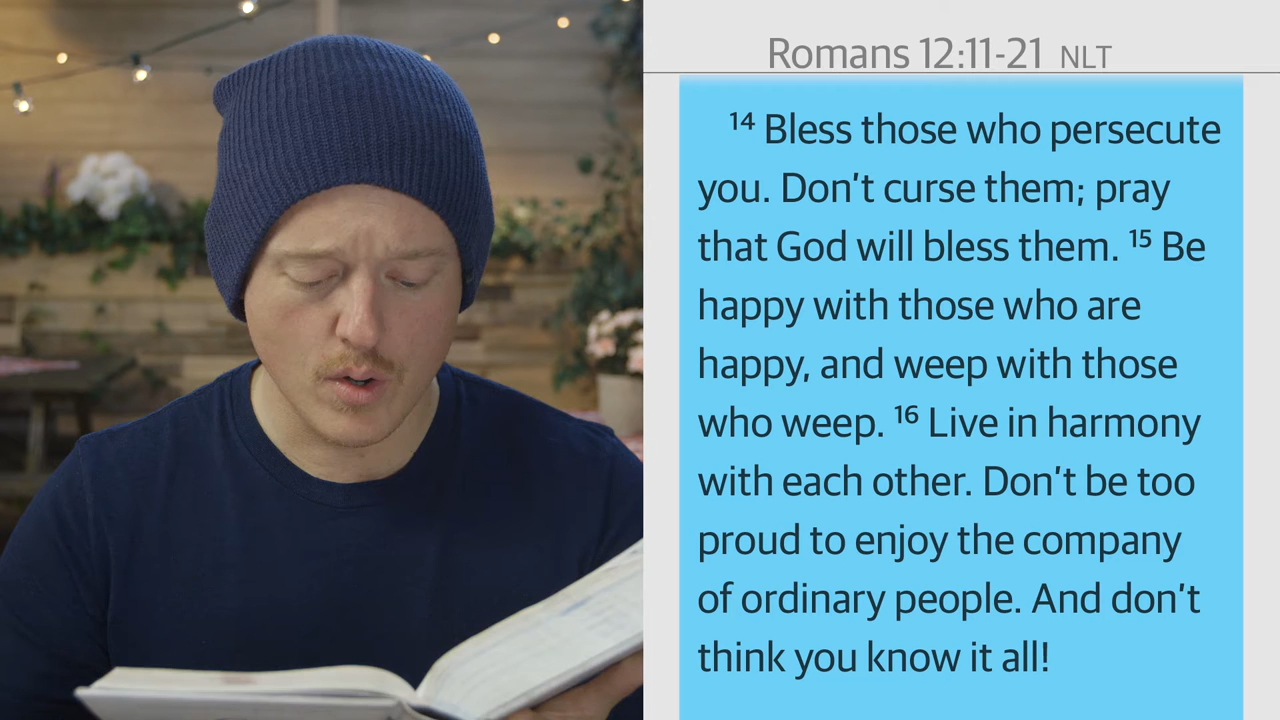 Romans 12:11-21 NLT
¹⁴ Bless those who persecute
you. Don't curse them; pray
that God will bless them. ¹⁵ Be
happy with those who are
happy, and weep with those
who weep. ¹⁶ Live in harmony
with each other. Don't be too
proud to enjoy the company
of ordinary people. And don't
think you know it all!